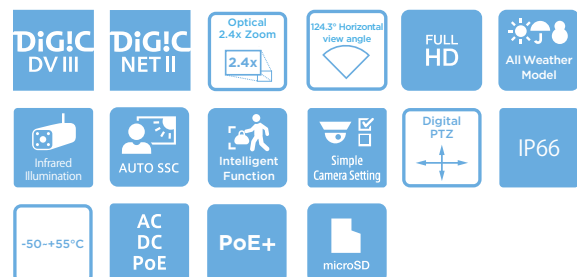 DiG!C
DV III
DiG!C
NET II
Optical
2.4x Zoom
2.4x
124.3° Horizontal
view angle
FULL
HD
All Weather
Model
Infrared
Illumination
AUTO SSC
Intelligent
Function
Simple
Camera Setting
Digital
PTZ
IP66
-50-+55°C
AC
DC
PoE
PoE+
microSD